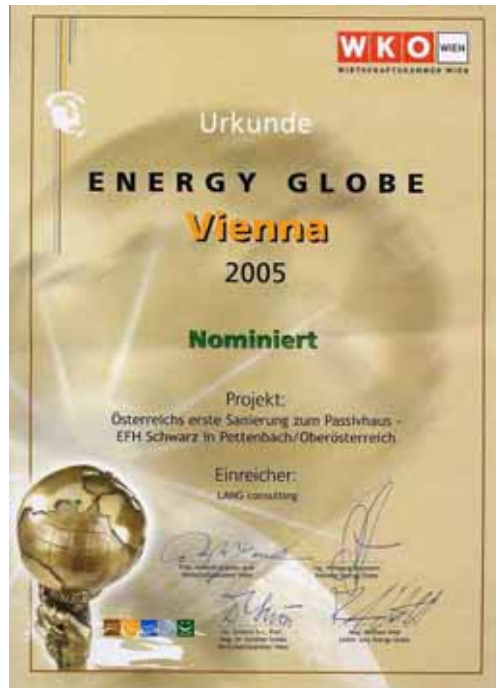 WKO WIEN
WIRTSCHAFTSKAMMER WIEN
Urkunde
ENERGY GLOBE
Vienna
2005
Nominiert
Projekt:
Österreichs erste Sanierung zum Passivhaus -
EFH Schwarz in Pettenbach/Oberösterreich
Einreicher:
LANG consulting